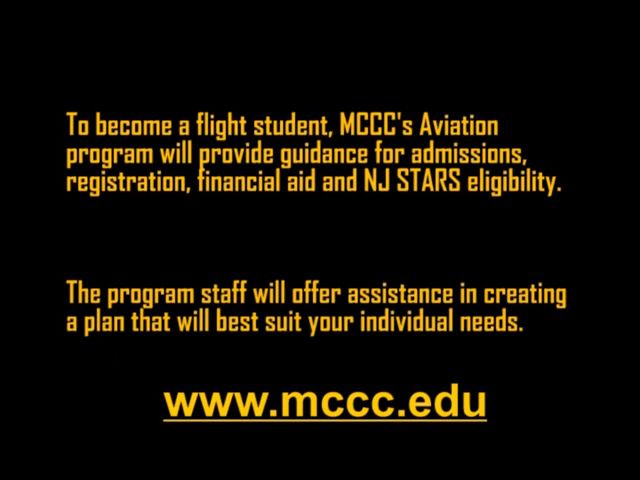 To become a flight student, MCCC's Aviation
program will provide guidance for admissions,
registration, financial aid and NJ STARS eligibility.
The program staff will offer assistance in creating
a plan that will best suit your individual needs.
www.mccc.edu